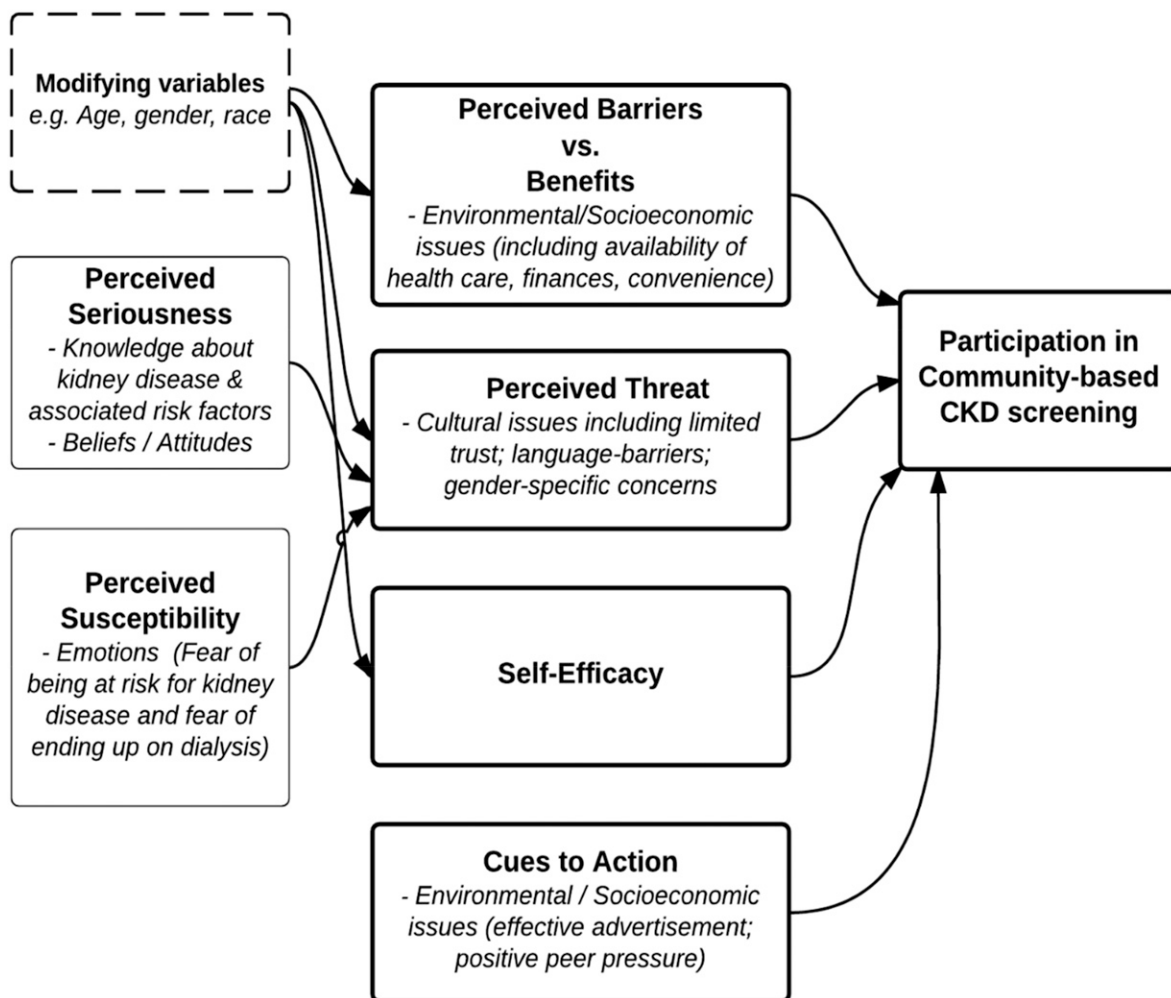 Modifying variables
e.g. Age, gender, race
Perceived
Seriousness
- Knowledge about
kidney disease &
associated risk factors
- Beliefs / Attitudes
Perceived
Susceptibility
- Emotions  (Fear of
being at risk for kidney
disease and fear of
ending up on dialysis)
Perceived Barriers
vs.
Benefits
- Environmental/Socioeconomic
issues (including availability of
health care, finances, convenience)
Perceived Threat
- Cultural issues including limited
trust; language-barriers;
gender-specific concerns
Self-Efficacy
Cues to Action
- Environmental / Socioeconomic
issues (effective advertisement;
positive peer pressure)
Participation in
Community-based
CKD screening